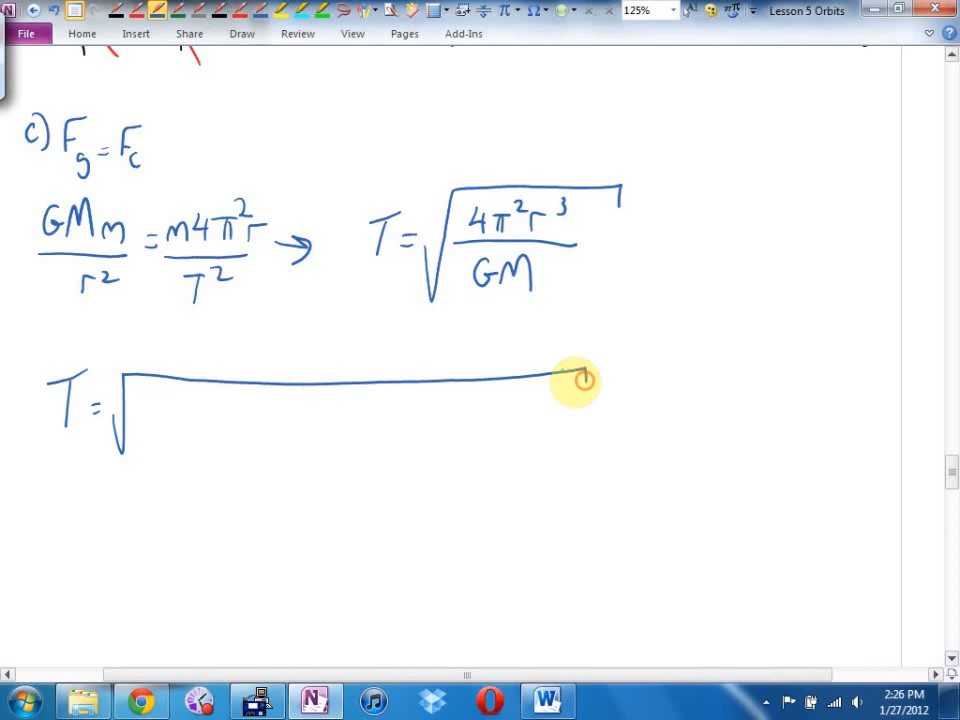 125%
Lesson 5 Orbits
File Home Insert Share Draw Review View Pages Add-Ins
c) Fg = Fc
GMm/r² = m4π²r/T² → T = √(4π²r³/GM)
T = √
2:26 PM
1/27/2012